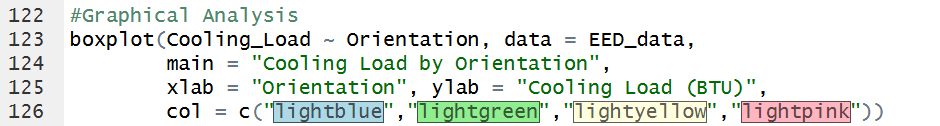 122 #Graphical Analysis
123 boxplot(Cooling_Load ~ Orientation, data = EED_data,
124         main = "Cooling Load by Orientation",
125         xlab = "Orientation", ylab = "Cooling Load (BTU)",
126         col = c("lightblue","lightgreen","lightyellow","lightpink"))